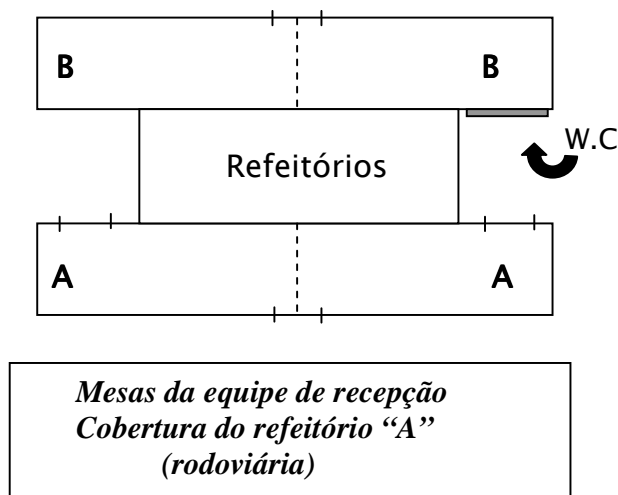 B B
W.C
Refeitórios
A A
Mesas da equipe de recepção
Cobertura do refeitório “A”
(rodoviária)